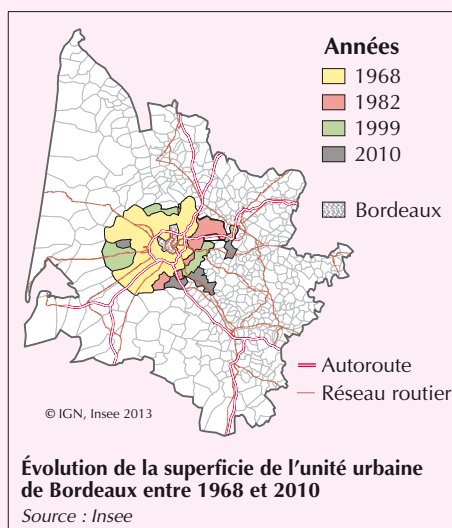 Années
1968
1982
1999
2010
Bordeaux
Autoroute
Réseau routier
© IGN, Insee 2013
Évolution de la superficie de l’unité urbaine
de Bordeaux entre 1968 et 2010
Source : Insee